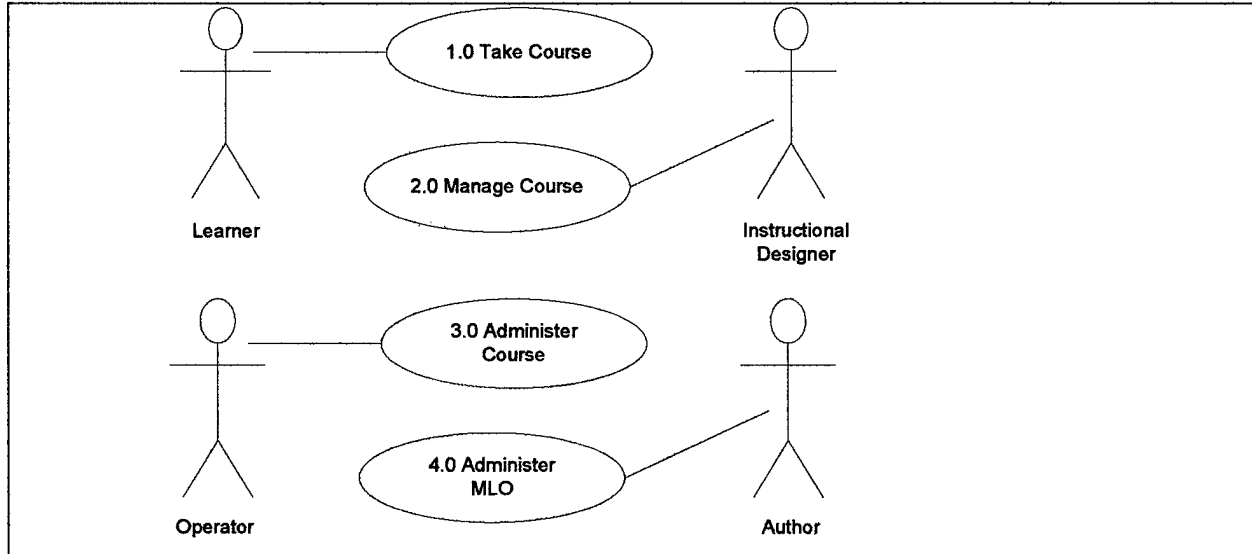 1.0 Take Course
2.0 Manage Course
Learner
Instructional
Designer
3.0 Administer
Course
4.0 Administer
MLO
Operator
Author